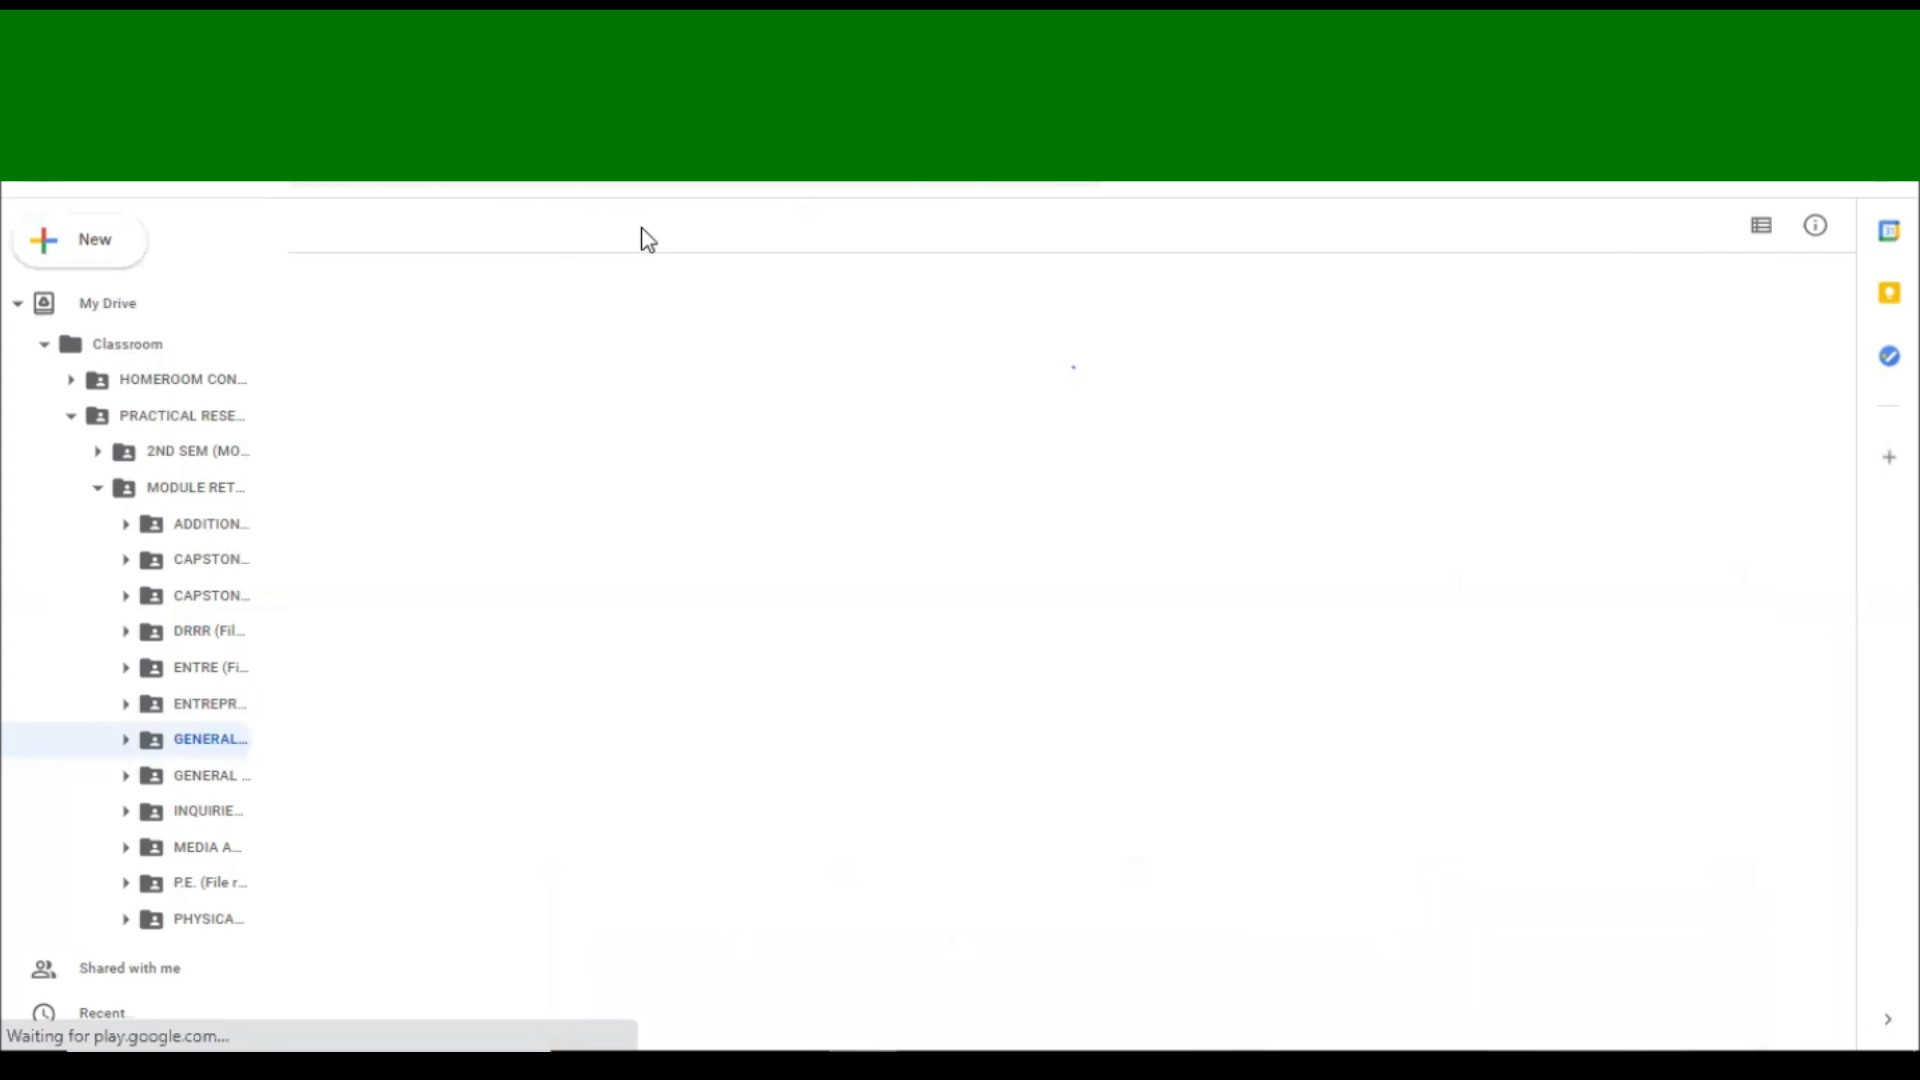 New
My Drive
Classroom
HOMEROOM CON...
PRACTICAL RESE...
2ND SEM (MO...
MODULE RET...
ADDITION...
CAPSTON...
CAPSTON...
DRRR (Fil...
ENTRE (Fi...
ENTREPR...
GENERAL...
GENERAL ...
INQUIRIE...
MEDIA A...
P.E. (File r...
PHYSICA...
Shared with me
Recent
Waiting for play.google.com...